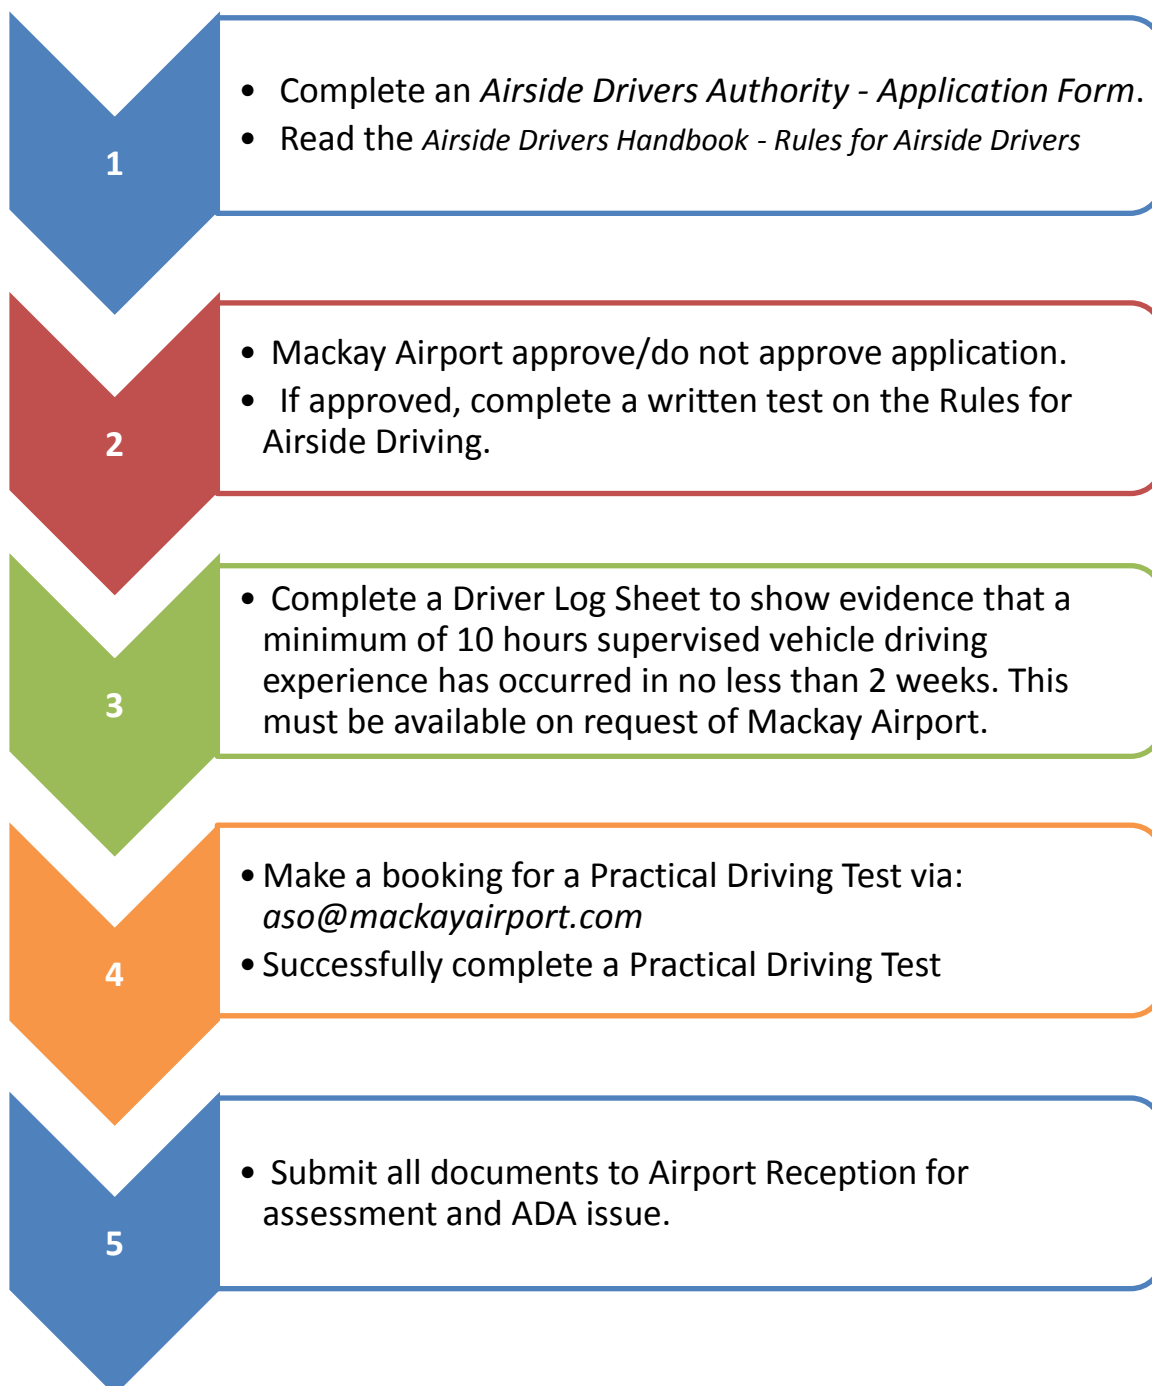 1
• Complete an Airside Drivers Authority - Application Form.
• Read the Airside Drivers Handbook - Rules for Airside Drivers
2
• Mackay Airport approve/do not approve application.
• If approved, complete a written test on the Rules for
Airside Driving.
3
• Complete a Driver Log Sheet to show evidence that a
minimum of 10 hours supervised vehicle driving
experience has occurred in no less than 2 weeks. This
must be available on request of Mackay Airport.
4
• Make a booking for a Practical Driving Test via:
aso@mackayairport.com
• Successfully complete a Practical Driving Test
5
• Submit all documents to Airport Reception for
assessment and ADA issue.